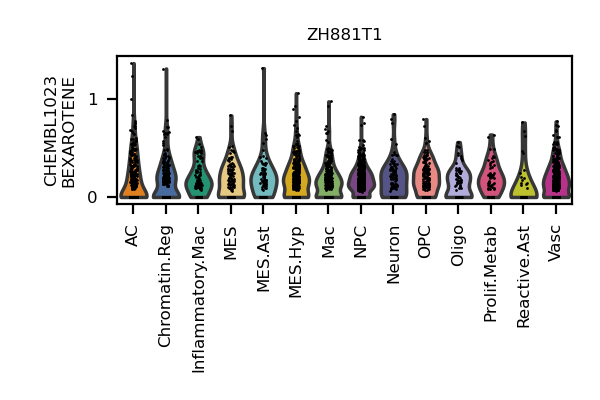 ZH881T1
CHEMBL1023
BEXAROTENE
1
0
AC
Chromatin.Reg
Inflammatory.Mac
MES
MES.Ast
MES.Hyp
Mac
NPC
Neuron
OPC
Oligo
Prolif.Metab
Reactive.Ast
Vasc